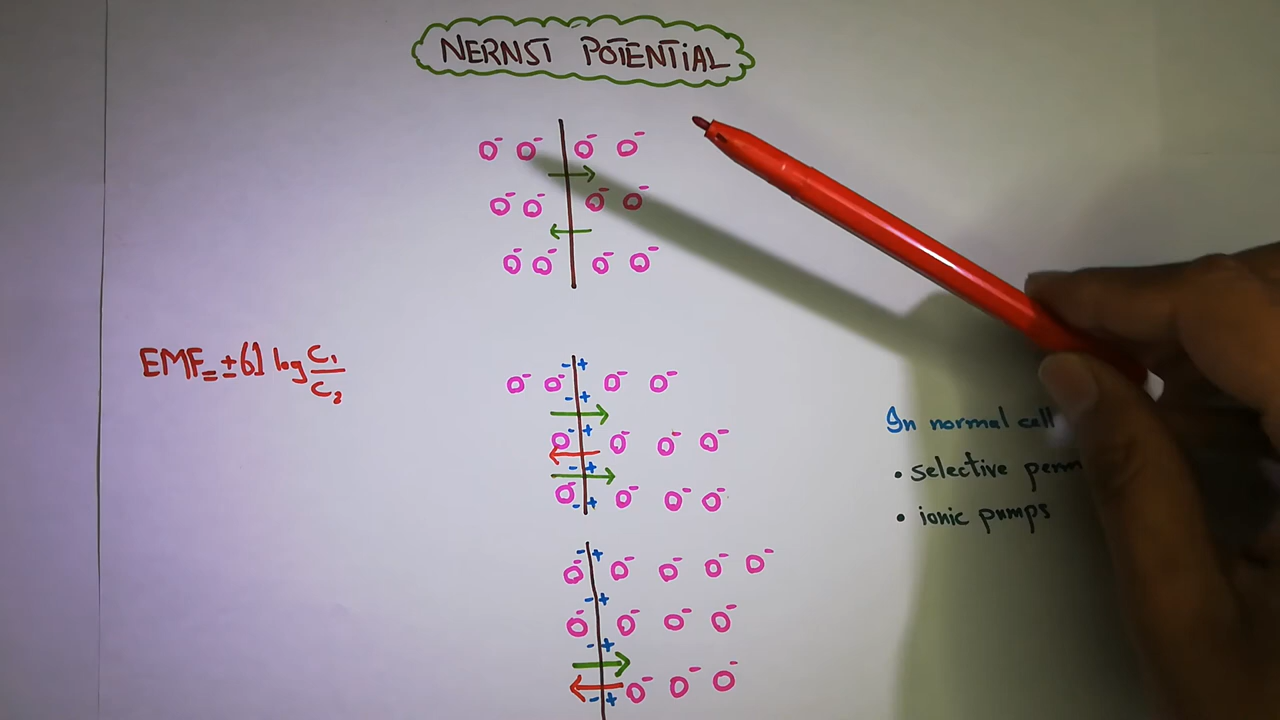 NERNST POTENTIAL
O⁻ O⁻ O⁻ O⁻
O⁻ O⁻ O⁻ O⁻
O⁻ O⁻ O⁻ O⁻
EMF=±61 log C₁/C₂
- +
O⁻ O⁻ O⁻ O⁻
- +
- +
O⁻ O⁻ O⁻ O⁻
- +
O⁻ O⁻ O⁻ O⁻
- +
In normal cell
• selective
• ionic pumps
- +
O⁻ O⁻ O⁻ O⁻ O⁻
- +
O⁻ O⁻ O⁻ O⁻
- +
O⁻ O⁻ O⁻
- +